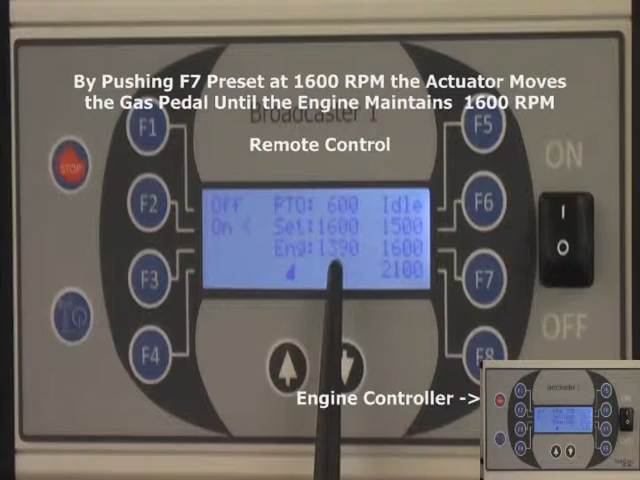 By Pushing F7 Preset at 1600 RPM the Actuator Moves
the Gas Pedal Until the Engine Maintains 1600 RPM
Broadcaster 1
Remote Control
F1
F5
STOP
ON
F2
F6
Off PTO: 600 Idle
On < Set:1600 1500
Eng:1390 1600
2100
F3
F7
OFF
F4
F8
Engine Controller ->